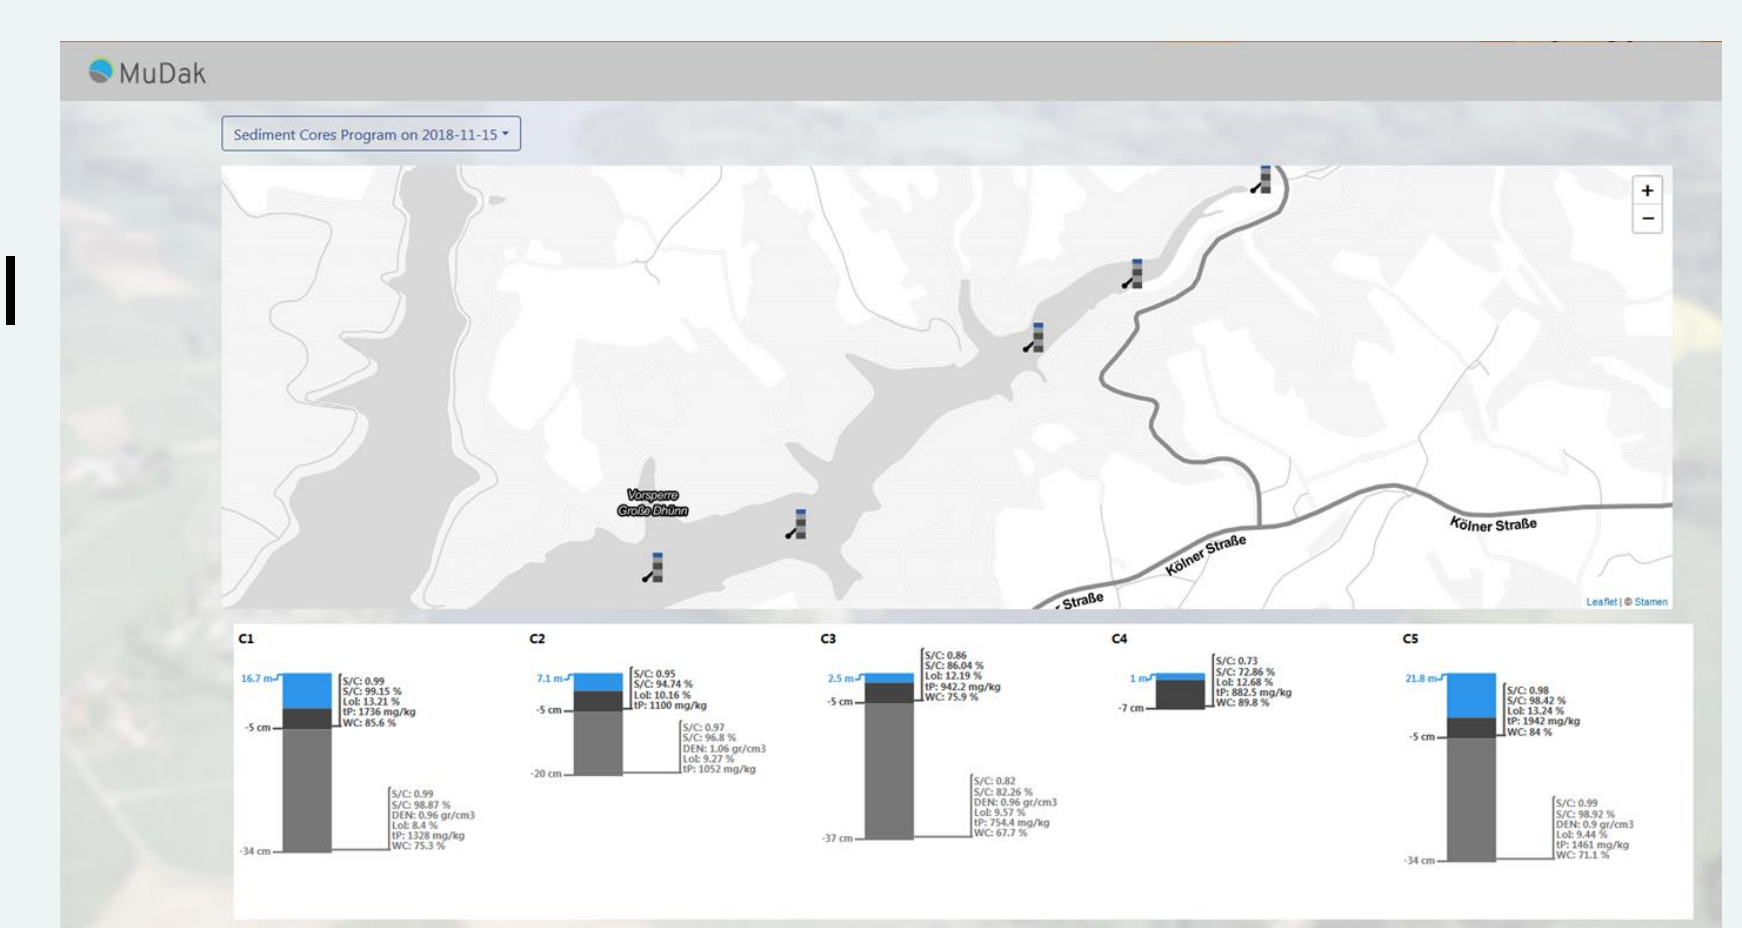 MuDak
Sediment Cores Program on 2018-11-15
+
−
Vorsperre
Große Dhünn
Kölner Straße
Kölner Straße
Straße
Leaflet | © Stamen
C1
16.7 m
S/C: 0.99
S/C: 99.15 %
LoI: 13.21 %
tP: 1736 mg/kg
WC: 85.6 %
-5 cm
S/C: 0.99
S/C: 98.87 %
DEN: 0.96 gr/cm3
LoI: 8.4 %
tP: 1328 mg/kg
WC: 75.3 %
-34 cm
C2
7.1 m
S/C: 0.95
S/C: 94.74 %
LoI: 10.16 %
tP: 1100 mg/kg
-5 cm
S/C: 0.97
S/C: 96.8 %
DEN: 1.06 gr/cm3
LoI: 9.27 %
tP: 1052 mg/kg
-20 cm
C3
2.5 m
S/C: 0.86
S/C: 86.04 %
LoI: 12.19 %
tP: 942.2 mg/kg
WC: 75.9 %
-5 cm
S/C: 0.82
S/C: 82.26 %
DEN: 0.96 gr/cm3
LoI: 9.57 %
tP: 754.4 mg/kg
WC: 67.7 %
-37 cm
C4
1 m
S/C: 0.73
S/C: 72.86 %
LoI: 12.68 %
tP: 882.5 mg/kg
WC: 89.8 %
-7 cm
C5
21.8 m
S/C: 0.98
S/C: 98.42 %
LoI: 13.24 %
tP: 1942 mg/kg
WC: 84 %
-5 cm
S/C: 0.99
S/C: 98.92 %
DEN: 0.9 gr/cm3
LoI: 9.44 %
tP: 1461 mg/kg
WC: 71.1 %
-34 cm